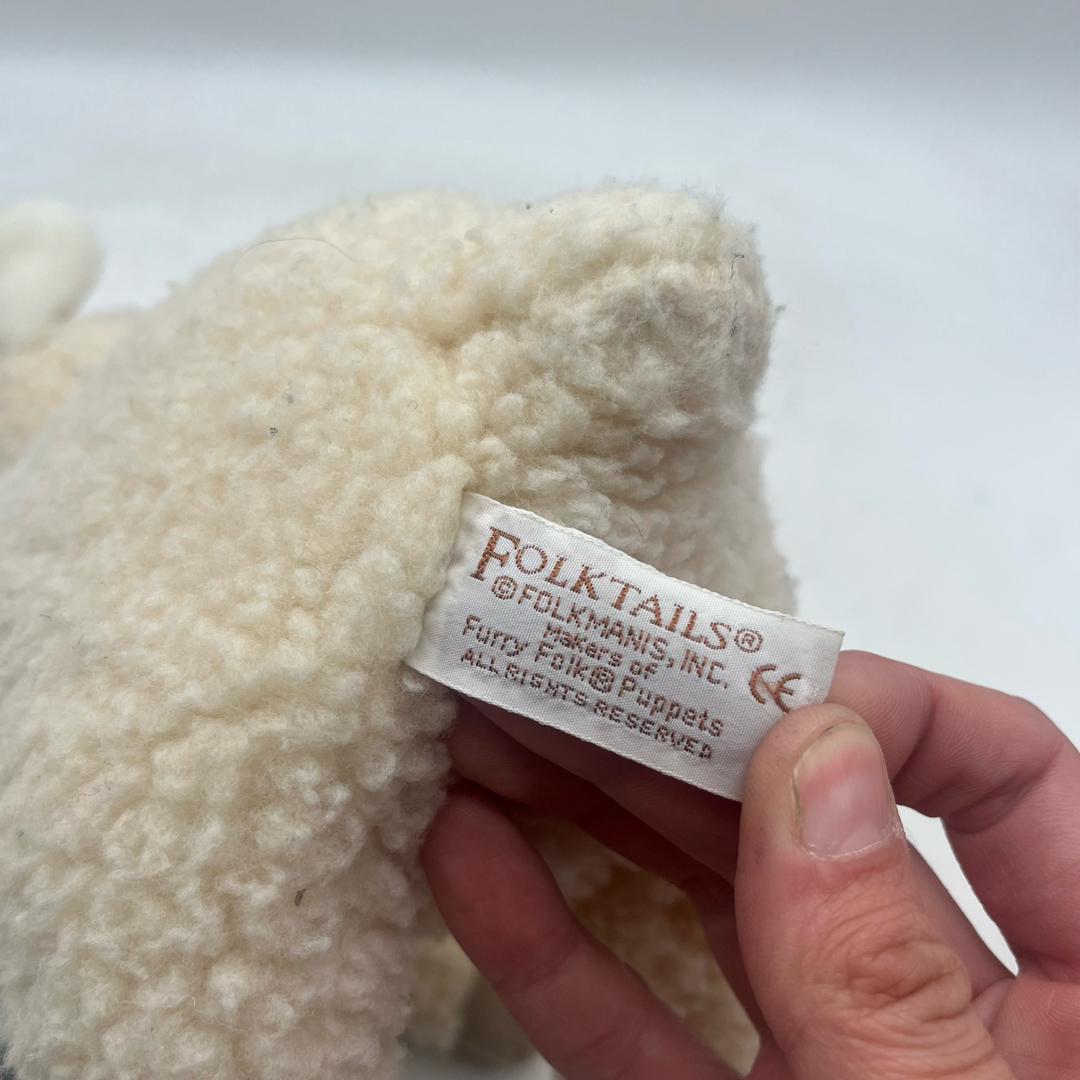 FOLKTAILS®
©FOLKMANIS, INC.
Makers of
Furry Folk® Puppets
ALL RIGHTS RESERVED
CE